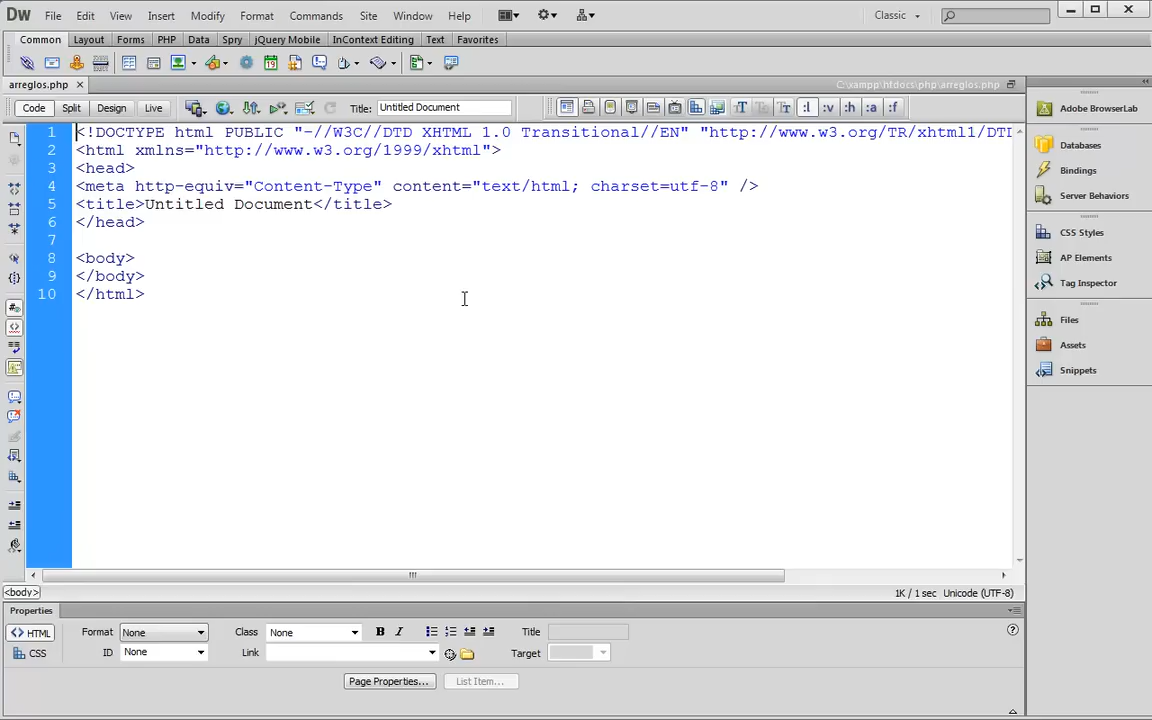 Dw File Edit View Insert Modify Format Commands Site Window Help Classic
Common Layout Forms PHP Data Spry jQuery Mobile InContext Editing Text Favorites
arreglos.php C:\xampp\htdocs\php\arreglos.php
Code Split Design Live Title: Untitled Document
1 <!DOCTYPE html PUBLIC "-//W3C//DTD XHTML 1.0 Transitional//EN" "http://www.w3.org/TR/xhtml1/DTD
2 <html xmlns="http://www.w3.org/1999/xhtml">
3 <head>
4 <meta http-equiv="Content-Type" content="text/html; charset=utf-8" />
5 <title>Untitled Document</title>
6 </head>
7
8 <body>
9 </body>
10 </html>
<body> 1K / 1 sec Unicode (UTF-8)
Properties
<> HTML Format None Class None B I Title
CSS ID None Link Target
Page Properties... List Item...
Adobe BrowserLab
Databases
Bindings
Server Behaviors
CSS Styles
AP Elements
Tag Inspector
Files
Assets
Snippets